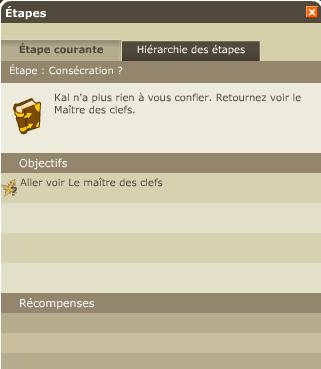 Étapes
Étape courante
Hiérarchie des étapes
Étape : Consécration ?
Kal n'a plus rien à vous confier. Retournez voir le
Maître des clefs.
Objectifs
Aller voir Le maître des clefs
Récompenses